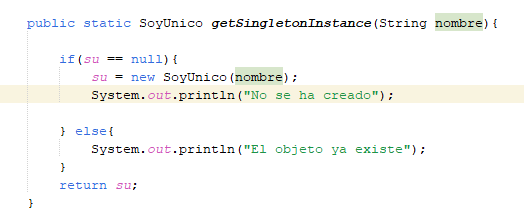 public static SoyUnico getSingletonInstance(String nombre){
if(su == null){
su = new SoyUnico(nombre);
System.out.println("No se ha creado");
} else{
System.out.println("El objeto ya existe");
}
return su;
}